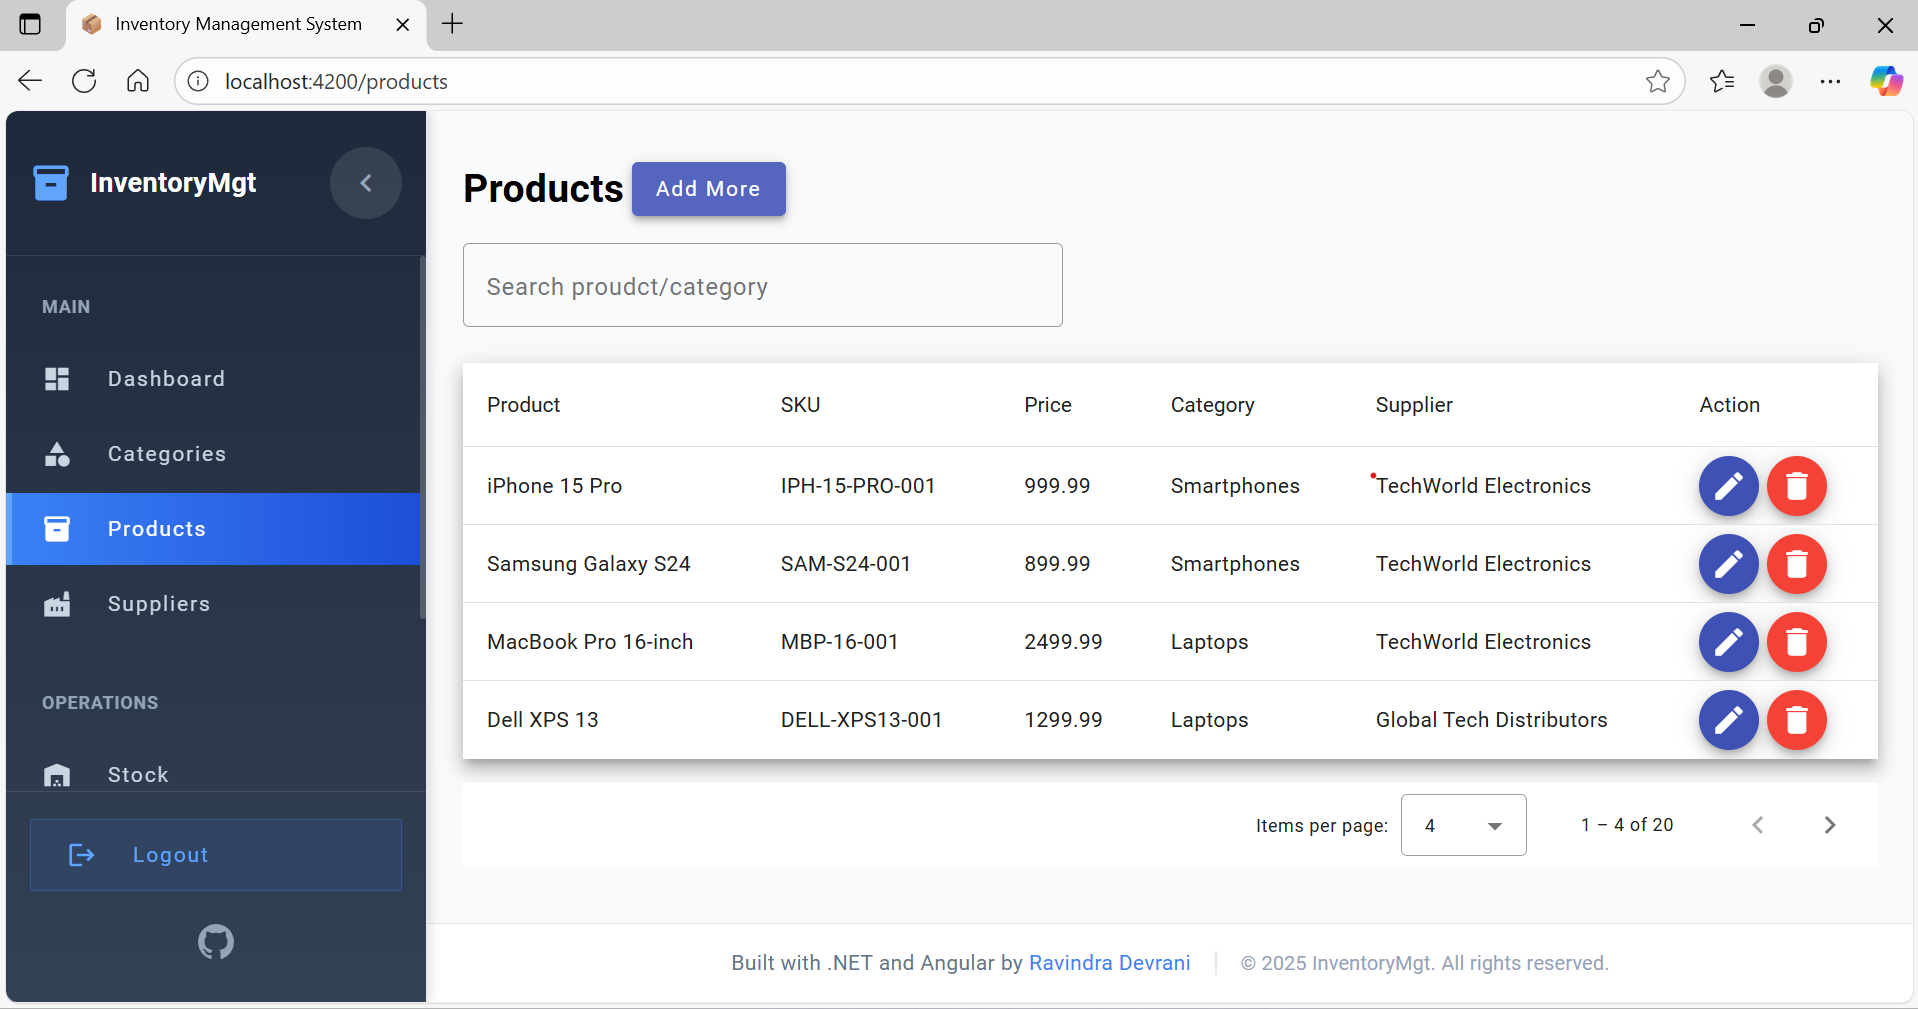 Inventory Management System
localhost:4200/products
InventoryMgt
MAIN
Dashboard
Categories
Products
Suppliers
OPERATIONS
Stock
Logout
Products Add More
Search proudct/category
Product SKU Price Category Supplier Action
iPhone 15 Pro IPH-15-PRO-001 999.99 Smartphones TechWorld Electronics
Samsung Galaxy S24 SAM-S24-001 899.99 Smartphones TechWorld Electronics
MacBook Pro 16-inch MBP-16-001 2499.99 Laptops TechWorld Electronics
Dell XPS 13 DELL-XPS13-001 1299.99 Laptops Global Tech Distributors
Items per page: 4 1 – 4 of 20
Built with .NET and Angular by Ravindra Devrani © 2025 InventoryMgt. All rights reserved.